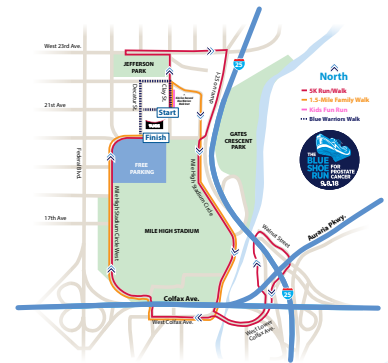 West 23rd Ave.
JEFFERSON
PARK
21st Ave
Decatur St.
Clay St.
Start
Finish
I-25 on ramp
25
North
5K Run/Walk
1.5-Mile Family Walk
Kids Fun Run
Blue Warriors Walk
THE
BLUE
SHOE
RUN
FOR
PROSTATE
CANCER
9.8.18
GATES
CRESCENT
PARK
Federal Blvd.
FREE
PARKING
Mile High Stadium Circle
Mile High Stadium Circle West
17th Ave
MILE HIGH STADIUM
Walnut Street
Auraria Pkwy.
25
Colfax Ave.
West Colfax Ave.
West Lower
Colfax Ave.